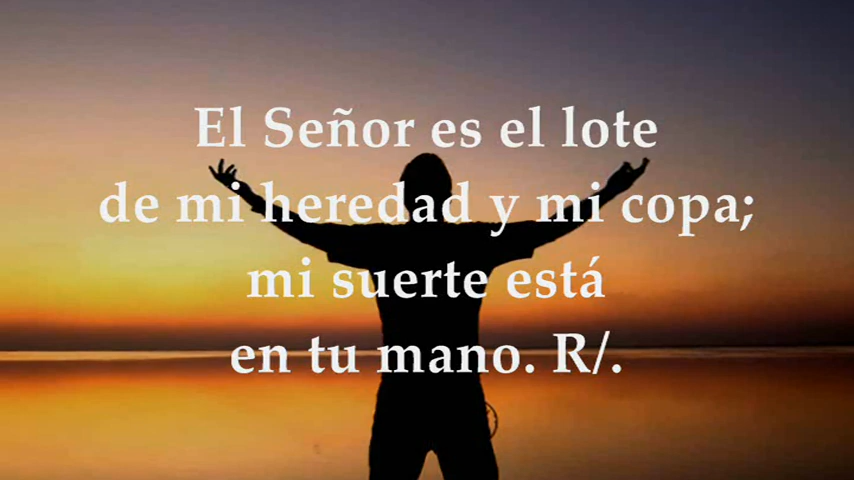 El Señor es el lote
de mi heredad y mi copa;
mi suerte está
en tu mano. R/.